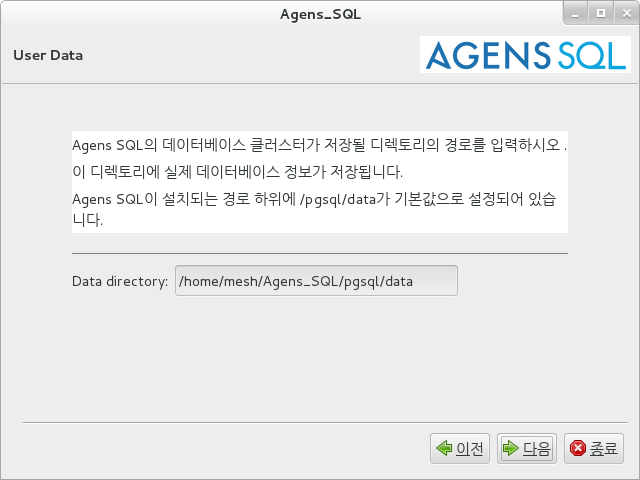 Agens_SQL
User Data
AGENS SQL
Agens SQL의 데이터베이스 클러스터가 저장될 디렉토리의 경로를 입력하시오 .
이 디렉토리에 실제 데이터베이스 정보가 저장됩니다.
Agens SQL이 설치되는 경로 하위에 /pgsql/data가 기본값으로 설정되어 있습
니다.
Data directory: /home/mesh/Agens_SQL/pgsql/data
이전 다음 종료